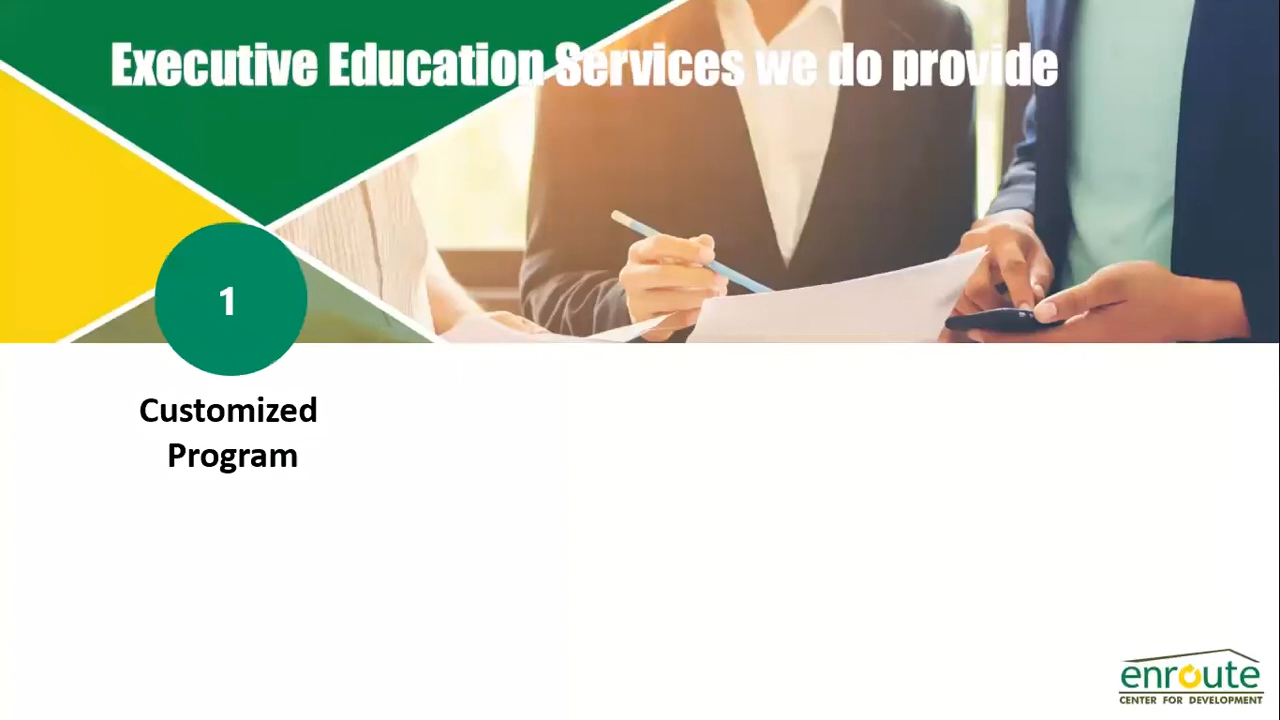 Executive Education Services we do provide
1
Customized
Program
enroute
CENTER FOR DEVELOPMENT